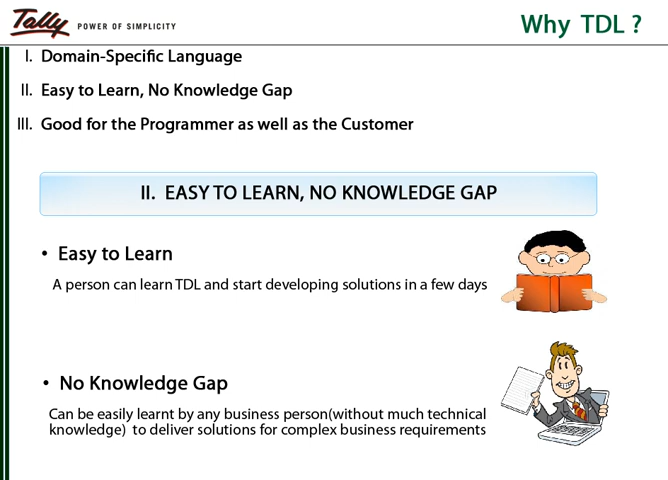 Tally POWER OF SIMPLICITY
Why TDL ?
I. Domain-Specific Language
II. Easy to Learn, No Knowledge Gap
III. Good for the Programmer as well as the Customer
II. EASY TO LEARN, NO KNOWLEDGE GAP
• Easy to Learn
A person can learn TDL and start developing solutions in a few days
• No Knowledge Gap
Can be easily learnt by any business person(without much technical
knowledge) to deliver solutions for complex business requirements